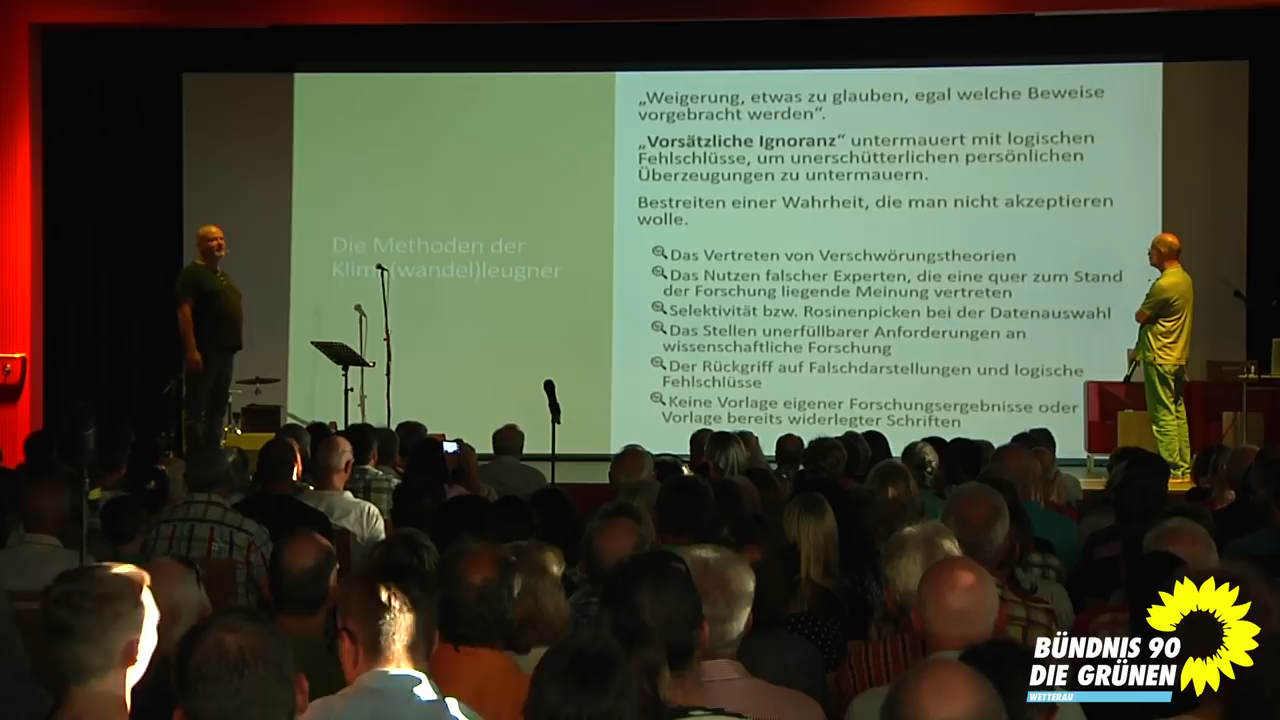 Die Methoden der
Klima(wandel)leugner
„Weigerung, etwas zu glauben, egal welche Beweise
vorgebracht werden“.
„Vorsätzliche Ignoranz“ untermauert mit logischen
Fehlschlüsse, um unerschütterlichen persönlichen
Überzeugungen zu untermauern.
Bestreiten einer Wahrheit, die man nicht akzeptieren
wolle.
Das Vertreten von Verschwörungstheorien
Das Nutzen falscher Experten, die eine quer zum Stand
der Forschung liegende Meinung vertreten
Selektivität bzw. Rosinenpicken bei der Datenauswahl
Das Stellen unerfüllbarer Anforderungen an
wissenschaftliche Forschung
Der Rückgriff auf Falschdarstellungen und logische
Fehlschlüsse
Keine Vorlage eigener Forschungsergebnisse oder
Vorlage bereits widerlegter Schriften
BÜNDNIS 90
DIE GRÜNEN
WETTERAU